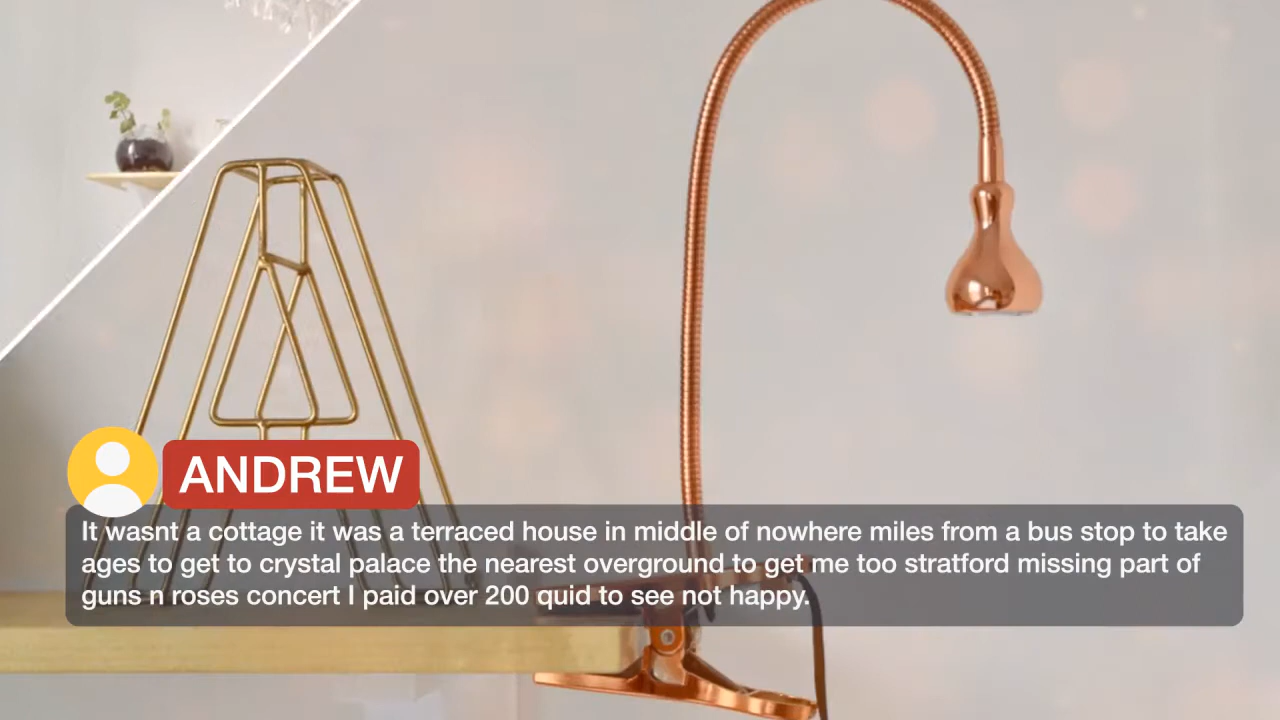 ANDREW
It wasnt a cottage it was a terraced house in middle of nowhere miles from a bus stop to take
ages to get to crystal palace the nearest overground to get me too stratford missing part of
guns n roses concert I paid over 200 quid to see not happy.